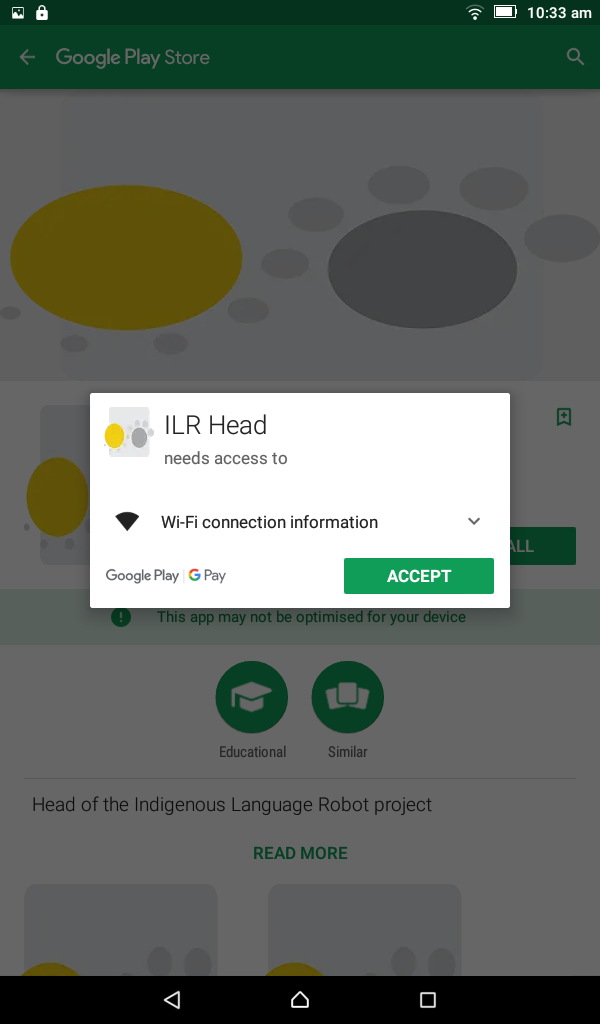 10:33 am
Google Play Store
ILR Head
needs access to
Wi-Fi connection information
Google Play | G Pay
ACCEPT
ALL
This app may not be optimised for your device
Educational
Similar
Head of the Indigenous Language Robot project
READ MORE